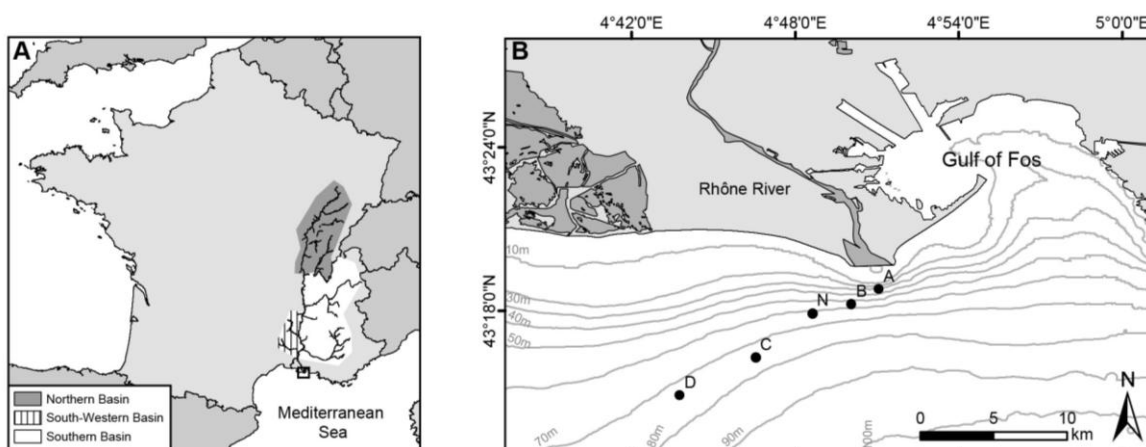 A
Northern Basin
South-Western Basin
Southern Basin
Mediterranean
Sea
B
4°42'0"E
4°48'0"E
4°54'0"E
5°0'0"E
43°24'0"N
43°18'0"N
Gulf of Fos
Rhône River
10m
30m
40m
50m
70m
80m
90m
A
B
N
C
D
N
0 5 10
km